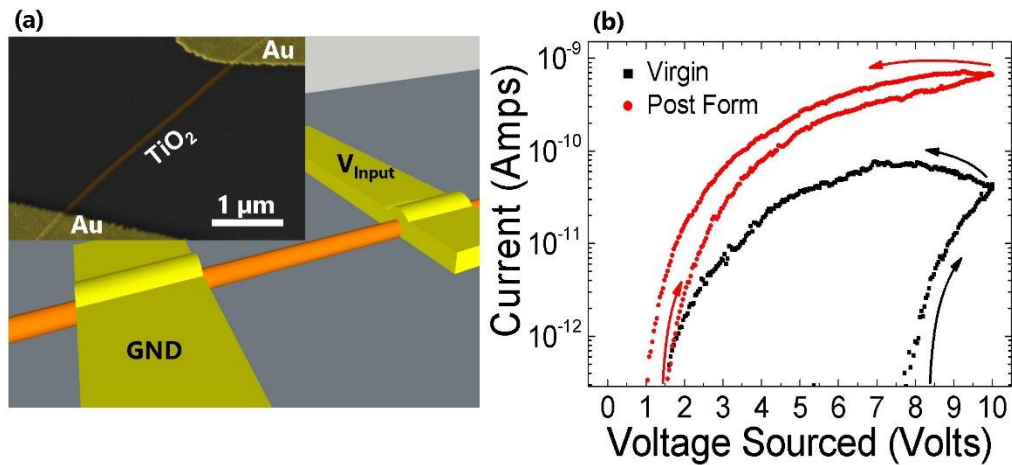 (a)
Au
TiO₂
1 μm
Au
V_Input
GND
(b)
Current (Amps)
10⁻⁹
10⁻¹⁰
10⁻¹¹
10⁻¹²
Virgin
Post Form
0 1 2 3 4 5 6 7 8 9 10
Voltage Sourced (Volts)